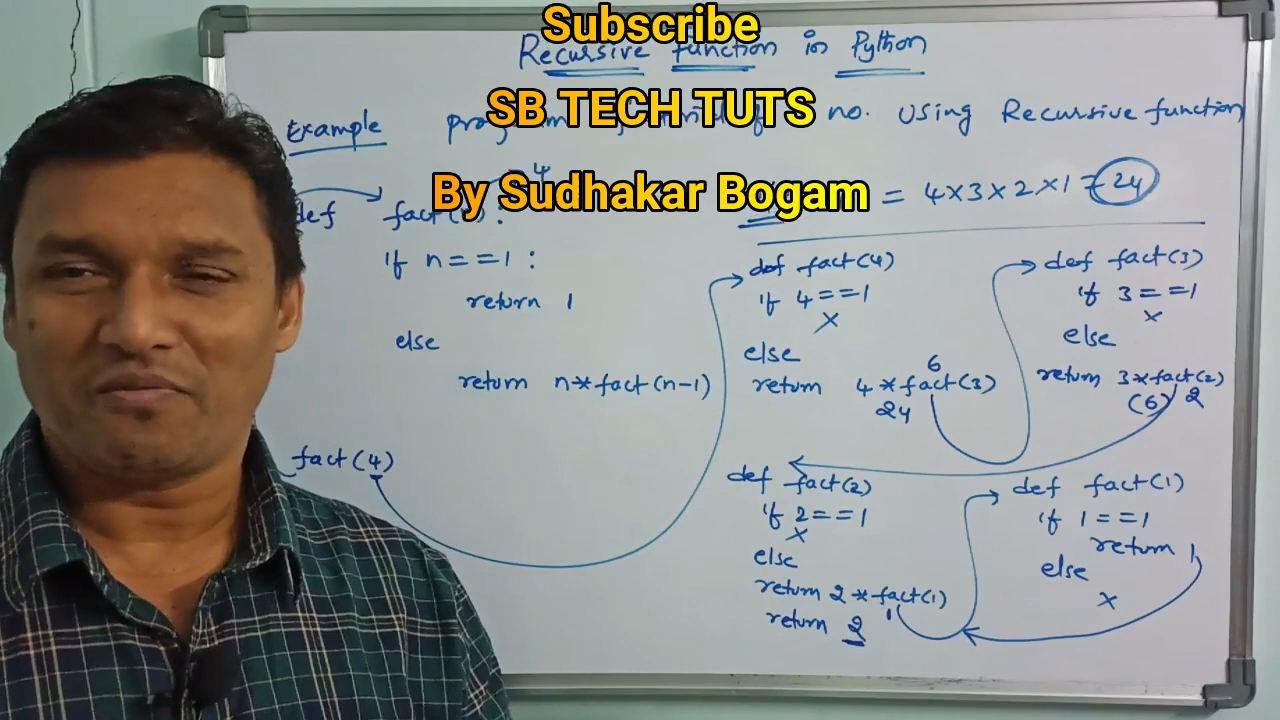 Subscribe
Recursive function in Python
SB TECH TUTS
Example program no. Using Recursive function
By Sudhakar Bogam
4
= 4×3×2×1 = 24
def fact( ):
if n==1:
return 1
else
return n*fact(n-1)
fact(4)
def fact(4)
if 4==1
×
else
6
return 4*fact(3)
24
def fact(3)
if 3==1
×
else
return 3*fact(2)
(6) 2
def fact(2)
if 2==1
×
else
return 2*fact(1)
1
return 2
def fact(1)
if 1==1
return 1
else
×